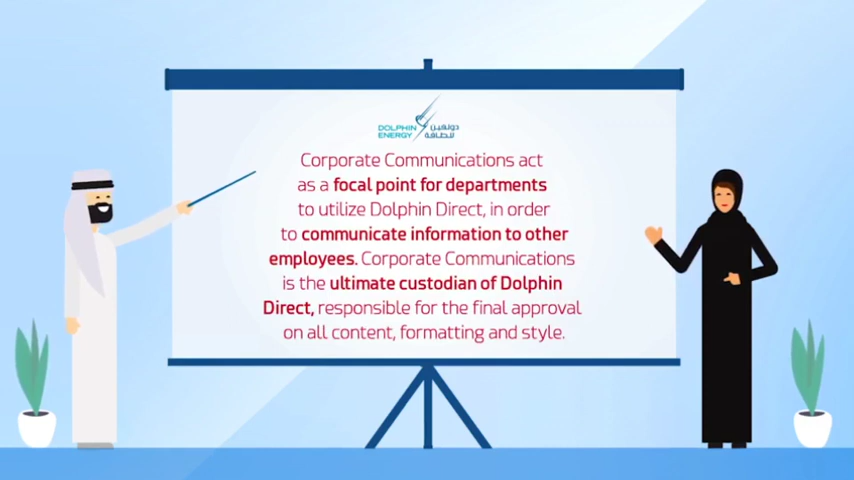 DOLPHIN ENERGY
دولفين للطاقة
Corporate Communications act
as a focal point for departments
to utilize Dolphin Direct, in order
to communicate information to other
employees. Corporate Communications
is the ultimate custodian of Dolphin
Direct, responsible for the final approval
on all content, formatting and style.